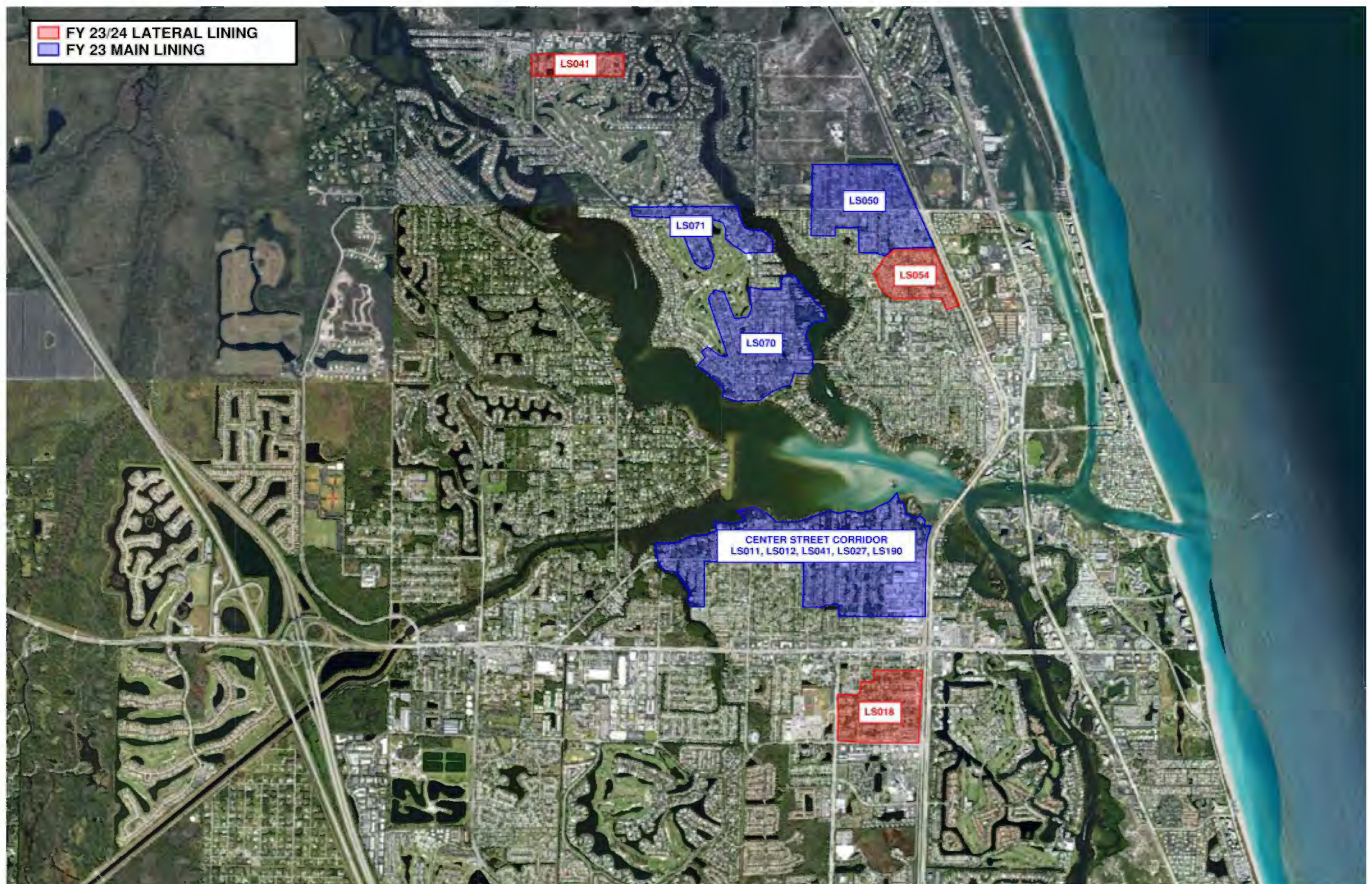 FY 23/24 LATERAL LINING
FY 23 MAIN LINING
LS041
LS050
LS071
LS054
LS070
CENTER STREET CORRIDOR
LS011, LS012, LS041, LS027, LS190
LS018